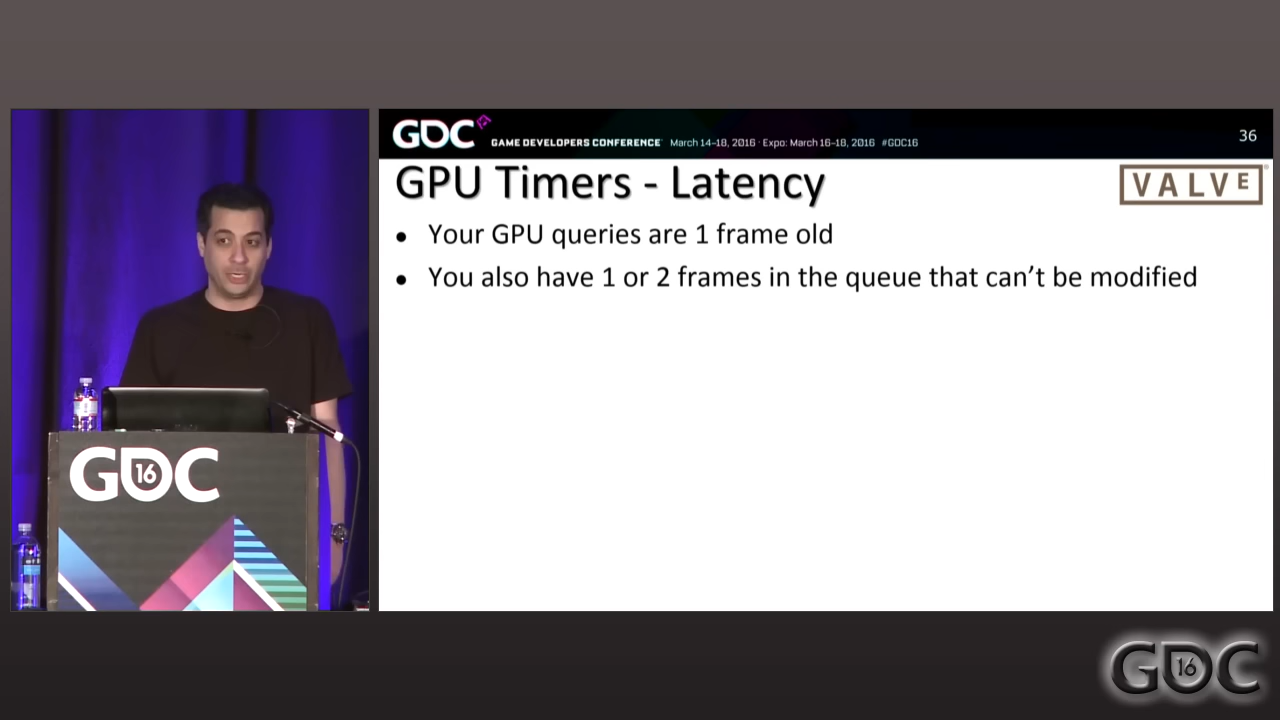 GDC
GAME DEVELOPERS CONFERENCE March 14-18, 2016 · Expo: March 16-18, 2016 #GDC16
36
GPU Timers - Latency
VALVE
• Your GPU queries are 1 frame old
• You also have 1 or 2 frames in the queue that can't be modified
GDC
16
GDC
16